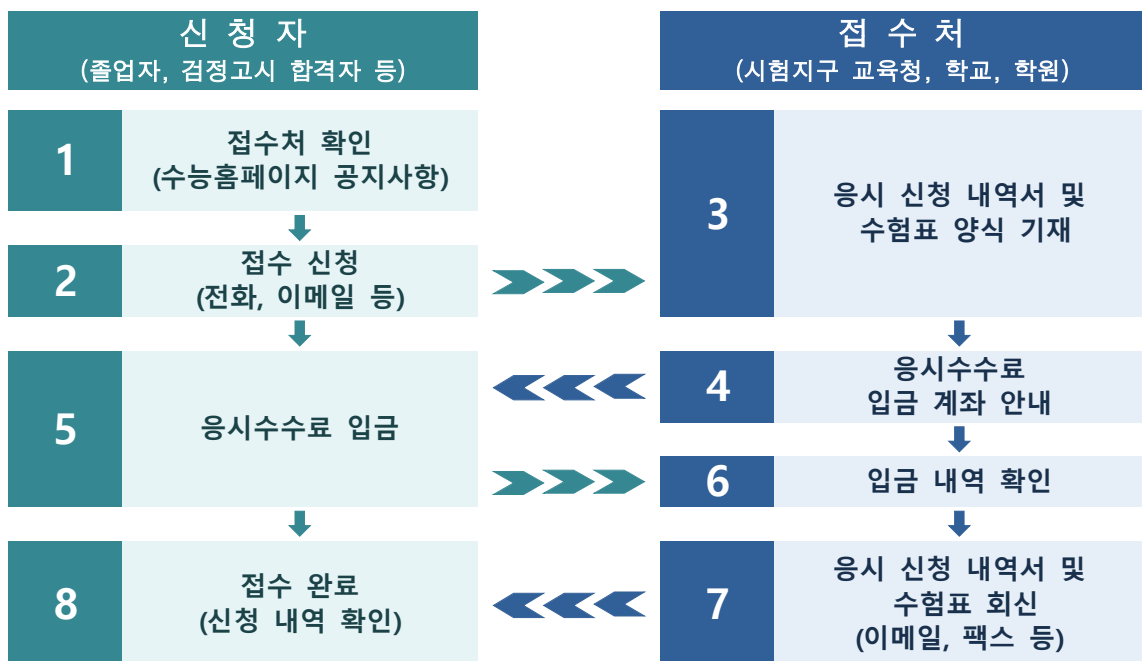 신 청 자
(졸업자, 검정고시 합격자 등)
접 수 처
(시험지구 교육청, 학교, 학원)
1
접수처 확인
(수능홈페이지 공지사항)
2
접수 신청
(전화, 이메일 등)
3
응시 신청 내역서 및
수험표 양식 기재
4
응시수수료
입금 계좌 안내
5
응시수수료 입금
6
입금 내역 확인
7
응시 신청 내역서 및
수험표 회신
(이메일, 팩스 등)
8
접수 완료
(신청 내역 확인)